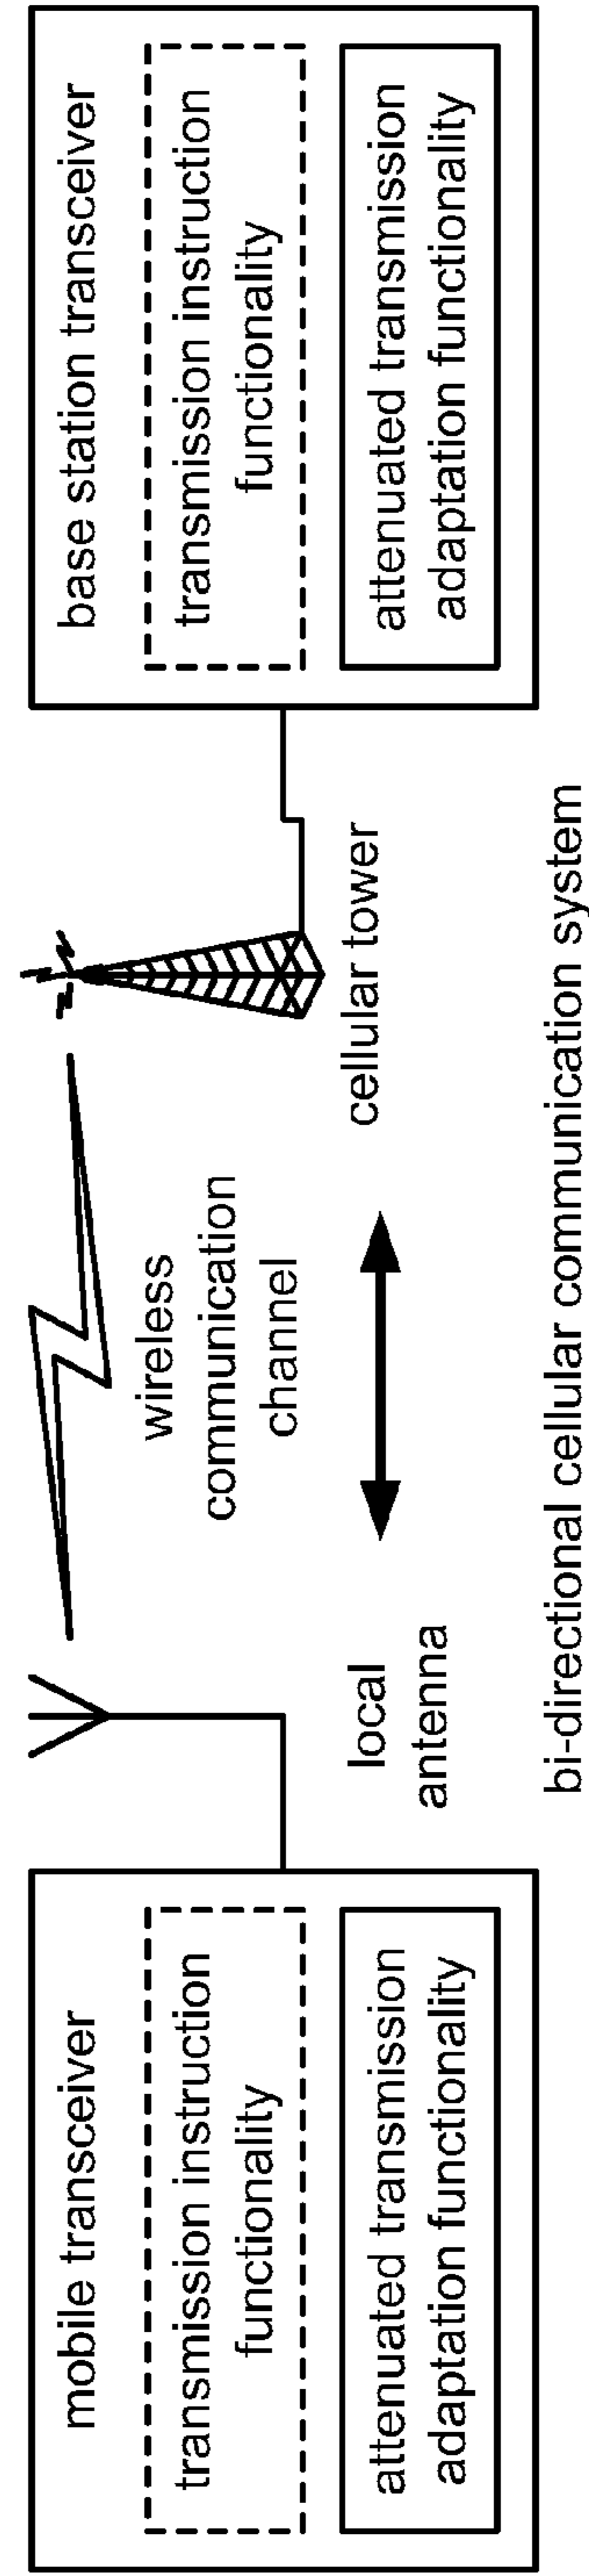 mobile transceiver
transmission instruction
functionality
attenuated transmission
adaptation functionality
local
antenna
wireless
communication
channel
cellular tower
base station transceiver
transmission instruction
functionality
attenuated transmission
adaptation functionality
bi-directional cellular communication system